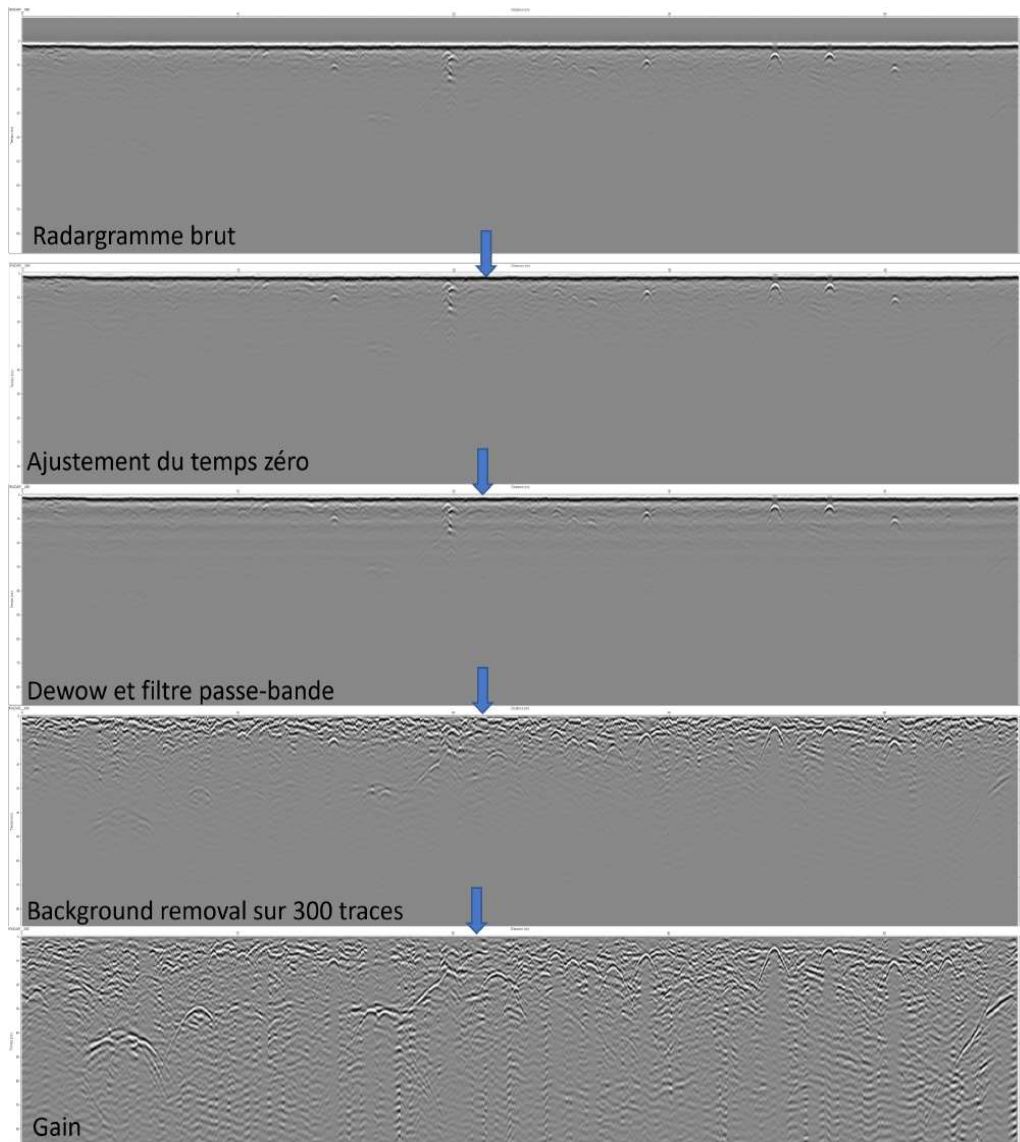 Radargramme brut
Ajustement du temps zéro
Dewow et filtre passe-bande
Background removal sur 300 traces
Gain